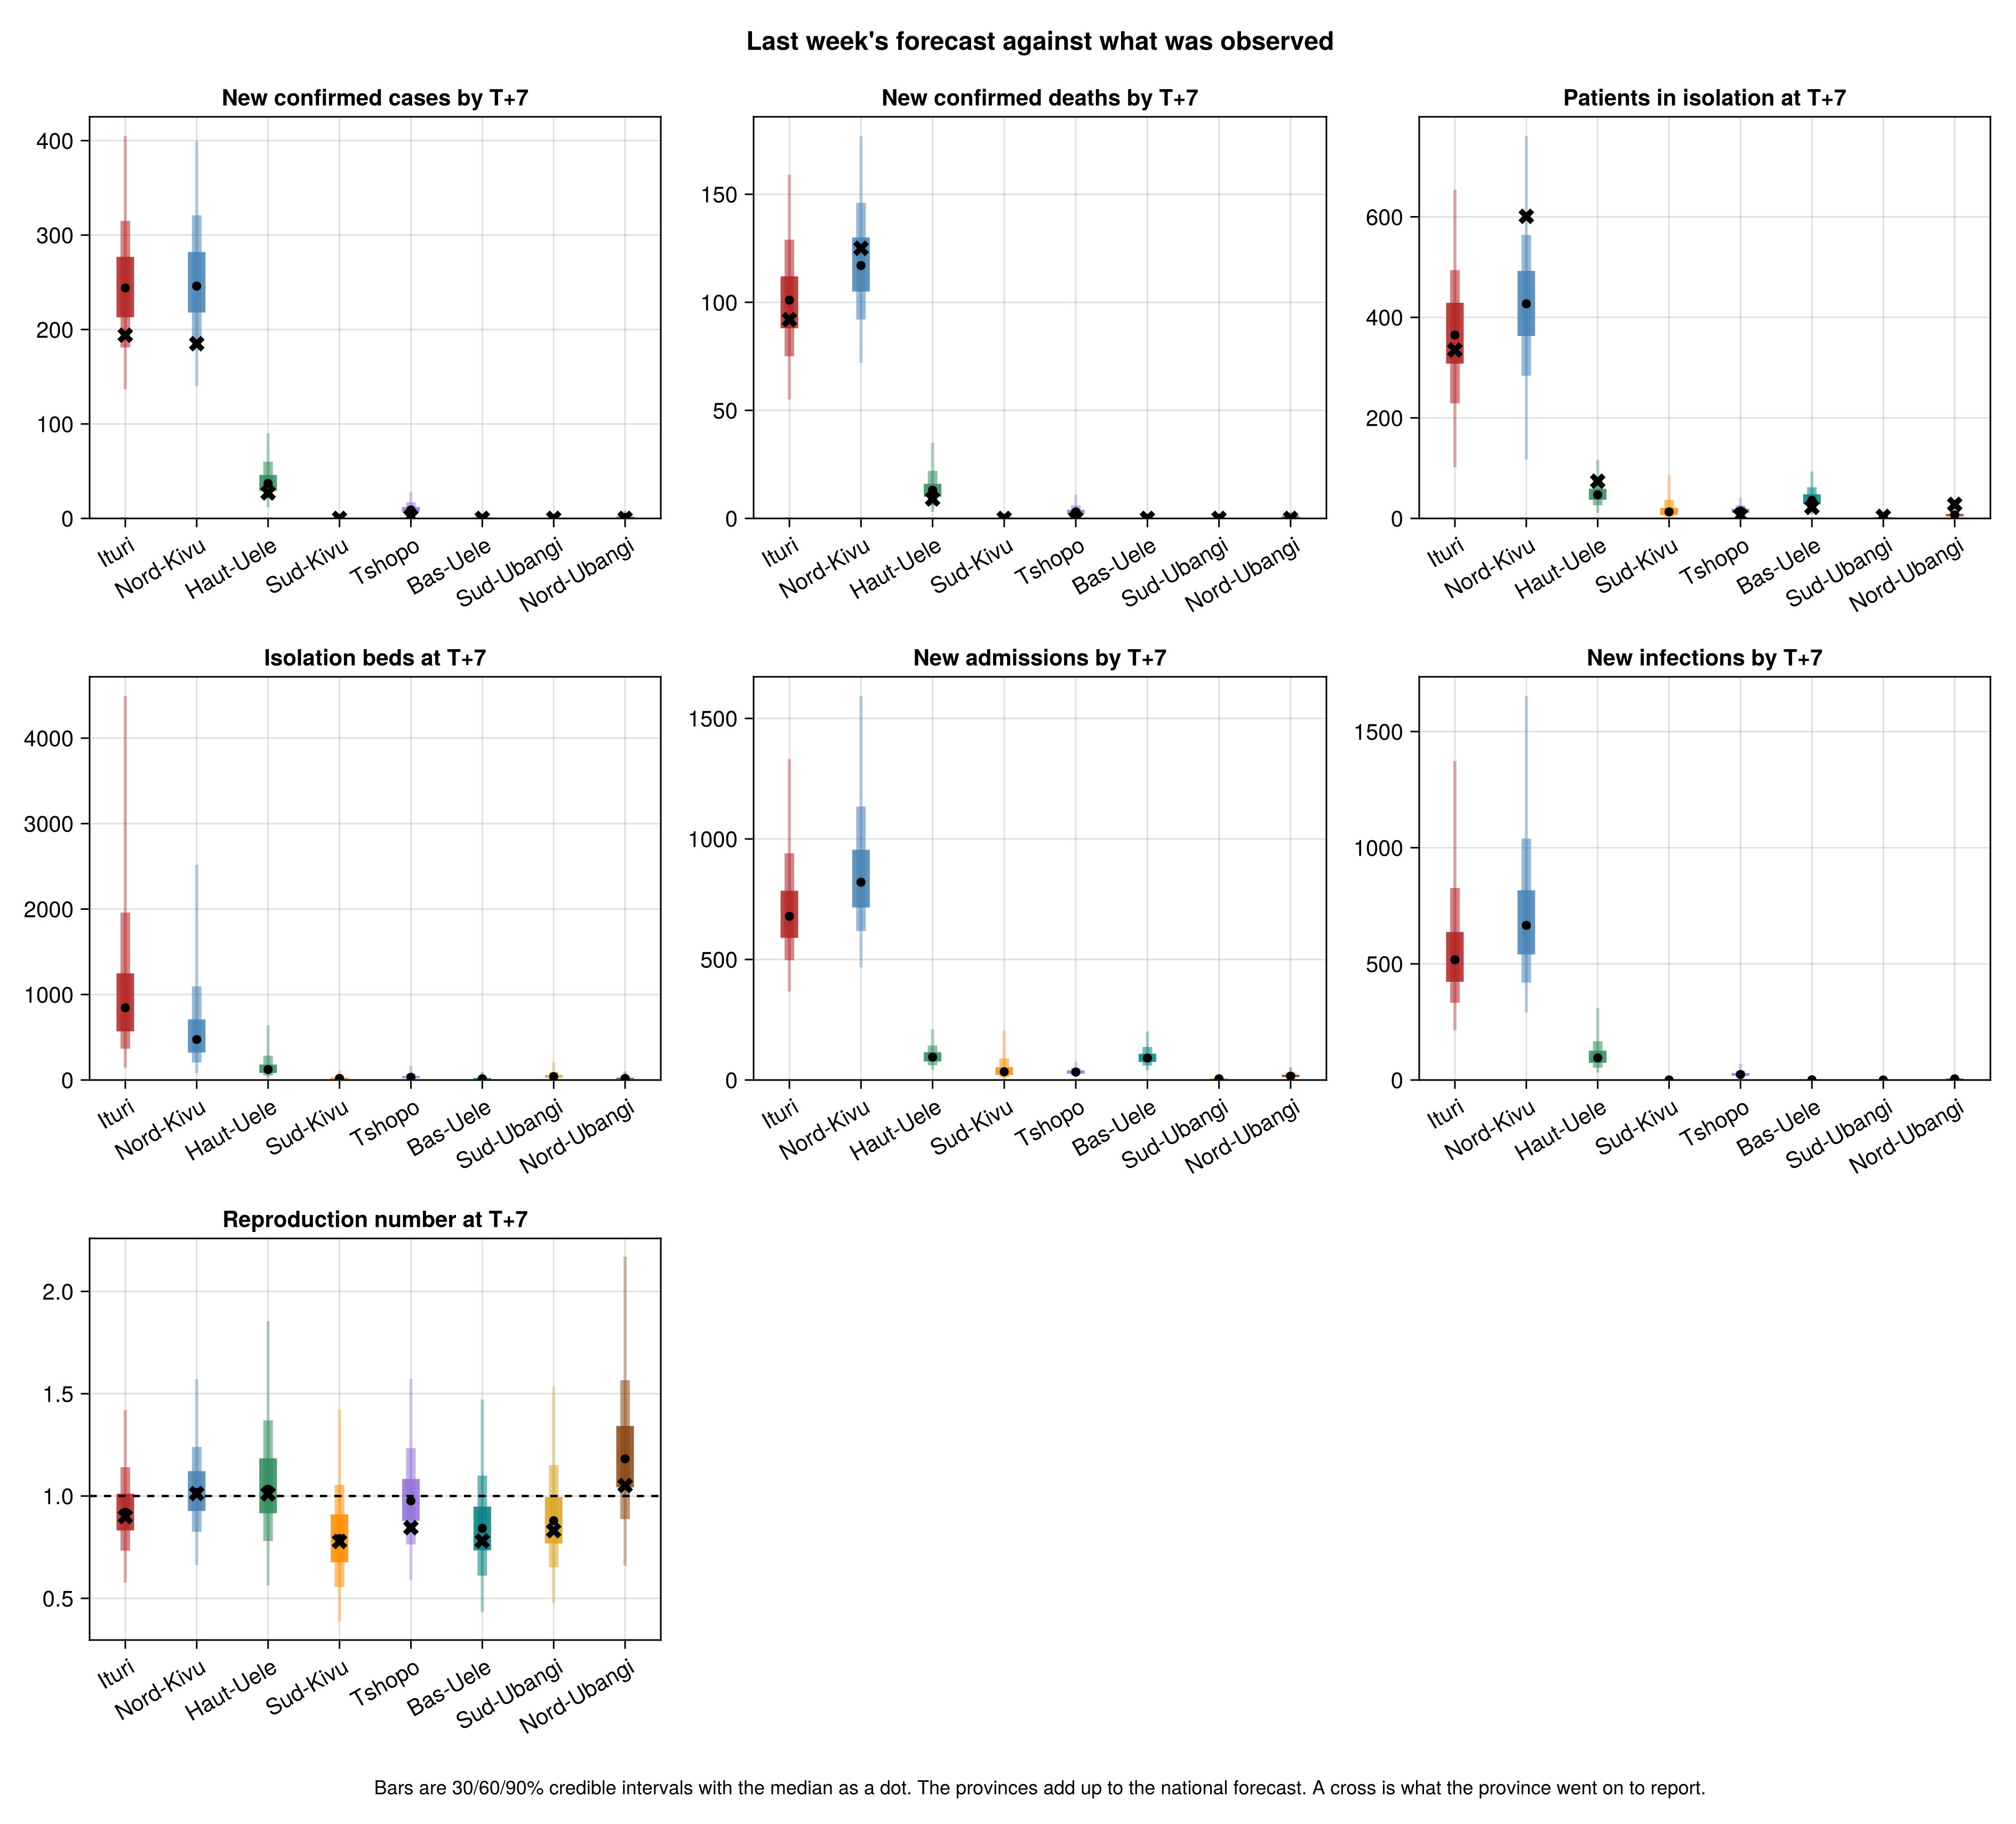 Last week's forecast against what was observed
New confirmed cases by T+7
400
300
200
100
0
Ituri
Nord-Kivu
Haut-Uele
Sud-Kivu
Tshopo
Bas-Uele
Sud-Ubangi
Nord-Ubangi
New confirmed deaths by T+7
150
100
50
0
Ituri
Nord-Kivu
Haut-Uele
Sud-Kivu
Tshopo
Bas-Uele
Sud-Ubangi
Nord-Ubangi
Patients in isolation at T+7
600
400
200
0
Ituri
Nord-Kivu
Haut-Uele
Sud-Kivu
Tshopo
Bas-Uele
Sud-Ubangi
Nord-Ubangi
Isolation beds at T+7
4000
3000
2000
1000
0
Ituri
Nord-Kivu
Haut-Uele
Sud-Kivu
Tshopo
Bas-Uele
Sud-Ubangi
Nord-Ubangi
New admissions by T+7
1500
1000
500
0
Ituri
Nord-Kivu
Haut-Uele
Sud-Kivu
Tshopo
Bas-Uele
Sud-Ubangi
Nord-Ubangi
New infections by T+7
1500
1000
500
0
Ituri
Nord-Kivu
Haut-Uele
Sud-Kivu
Tshopo
Bas-Uele
Sud-Ubangi
Nord-Ubangi
Reproduction number at T+7
2.0
1.5
1.0
0.5
Ituri
Nord-Kivu
Haut-Uele
Sud-Kivu
Tshopo
Bas-Uele
Sud-Ubangi
Nord-Ubangi
Bars are 30/60/90% credible intervals with the median as a dot. The provinces add up to the national forecast. A cross is what the province went on to report.